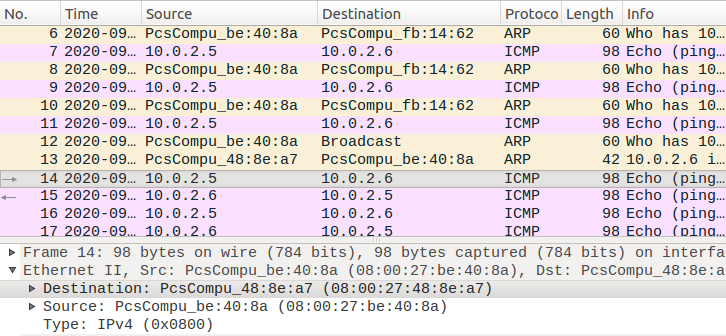 No. Time Source Destination Protoco Length Info
6 2020-09… PcsCompu_be:40:8a PcsCompu_fb:14:62 ARP 60 Who has 10…
7 2020-09… 10.0.2.5 10.0.2.6 ICMP 98 Echo (ping…
8 2020-09… PcsCompu_be:40:8a PcsCompu_fb:14:62 ARP 60 Who has 10…
9 2020-09… 10.0.2.5 10.0.2.6 ICMP 98 Echo (ping…
10 2020-09… PcsCompu_be:40:8a PcsCompu_fb:14:62 ARP 60 Who has 10…
11 2020-09… 10.0.2.5 10.0.2.6 ICMP 98 Echo (ping…
12 2020-09… PcsCompu_be:40:8a Broadcast ARP 60 Who has 10…
13 2020-09… PcsCompu_48:8e:a7 PcsCompu_be:40:8a ARP 42 10.0.2.6 i…
14 2020-09… 10.0.2.5 10.0.2.6 ICMP 98 Echo (ping…
15 2020-09… 10.0.2.6 10.0.2.5 ICMP 98 Echo (ping…
16 2020-09… 10.0.2.5 10.0.2.6 ICMP 98 Echo (ping…
17 2020-09… 10.0.2.6 10.0.2.5 ICMP 98 Echo (ping…
Frame 14: 98 bytes on wire (784 bits), 98 bytes captured (784 bits) on interfa
Ethernet II, Src: PcsCompu_be:40:8a (08:00:27:be:40:8a), Dst: PcsCompu_48:8e:a
Destination: PcsCompu_48:8e:a7 (08:00:27:48:8e:a7)
Source: PcsCompu_be:40:8a (08:00:27:be:40:8a)
Type: IPv4 (0x0800)